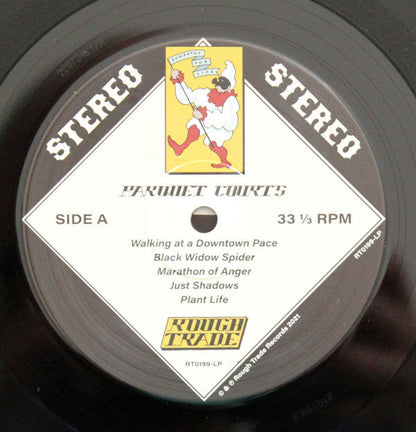 SYMPATHY
FOR
LIFE
STEREO
STEREO
PARQUET COURTS
SIDE A
33 ⅓ RPM
Walking at a Downtown Pace
Black Widow Spider
Marathon of Anger
Just Shadows
Plant Life
ROUGH
TRADE
RT0199-LP
RT0199-LP
© & ℗ Rough Trade Records 2021